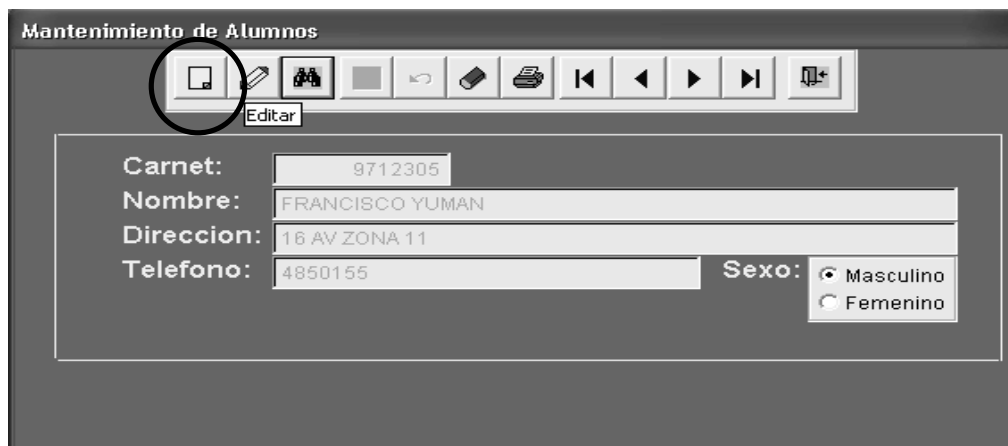 Mantenimiento de Alumnos
Editar
Carnet: 9712305
Nombre: FRANCISCO YUMAN
Direccion: 16 AV ZONA 11
Telefono: 4850155 Sexo: Masculino
Femenino